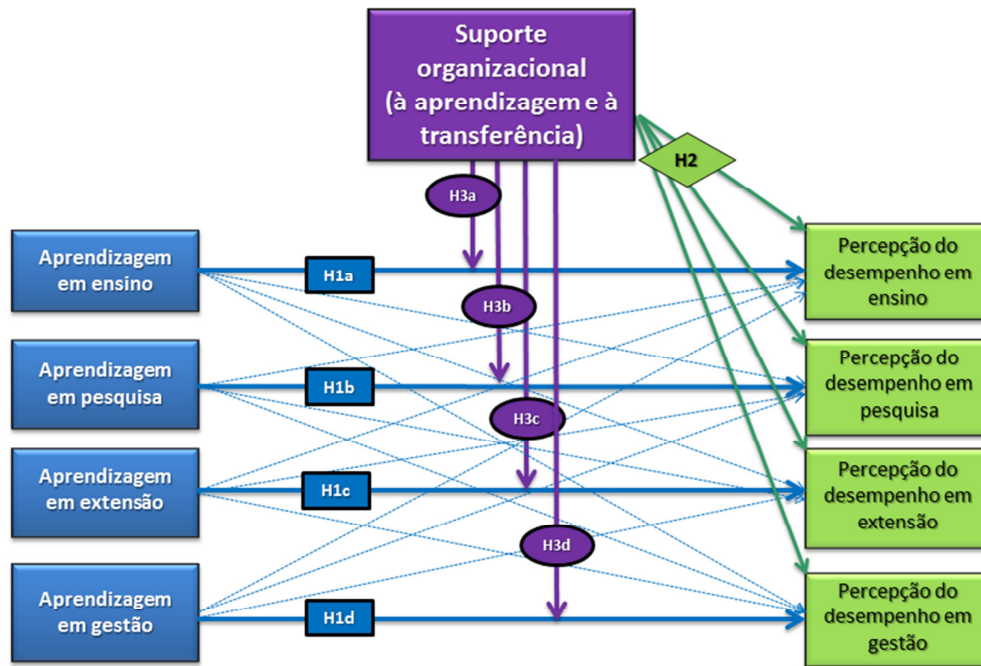 Suporte
organizacional
(à aprendizagem e à
transferência)
H2
H3a
Aprendizagem
em ensino
H1a
Percepção do
desempenho em
ensino
H3b
Aprendizagem
em pesquisa
H1b
Percepção do
desempenho em
pesquisa
H3c
Aprendizagem
em extensão
H1c
Percepção do
desempenho em
extensão
H3d
Aprendizagem
em gestão
H1d
Percepção do
desempenho em
gestão